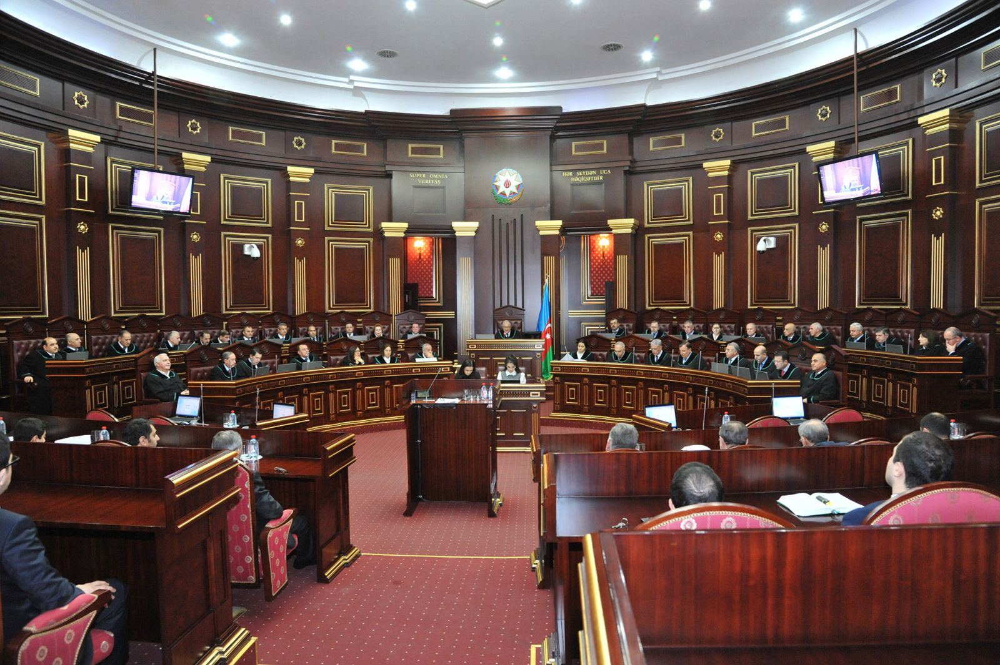 SUPER OMNIA
VERITAS
HƏR ŞEYDƏN UCA
HƏQİQƏTDİR